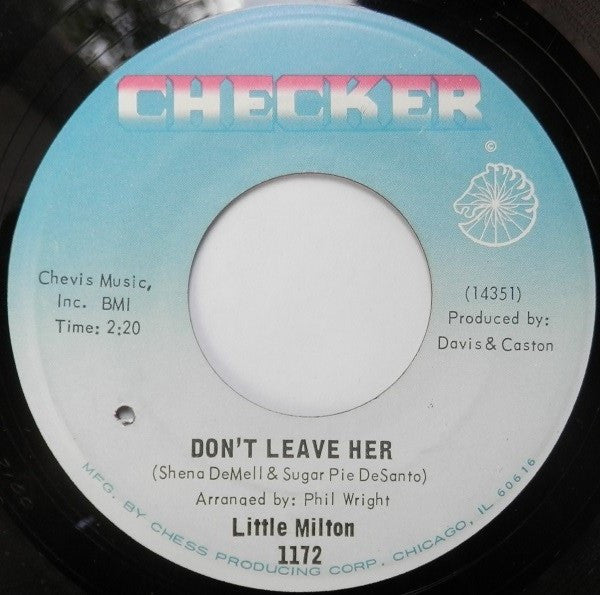 CHECKER
©
Chevis Music,
Inc. BMI
Time: 2:20
(14351)
Produced by:
Davis & Caston
DON'T LEAVE HER
(Shena DeMell & Sugar Pie DeSanto)
Arranged by: Phil Wright
Little Milton
1172
MFG. BY CHESS PRODUCING CORP. CHICAGO, IL 60616